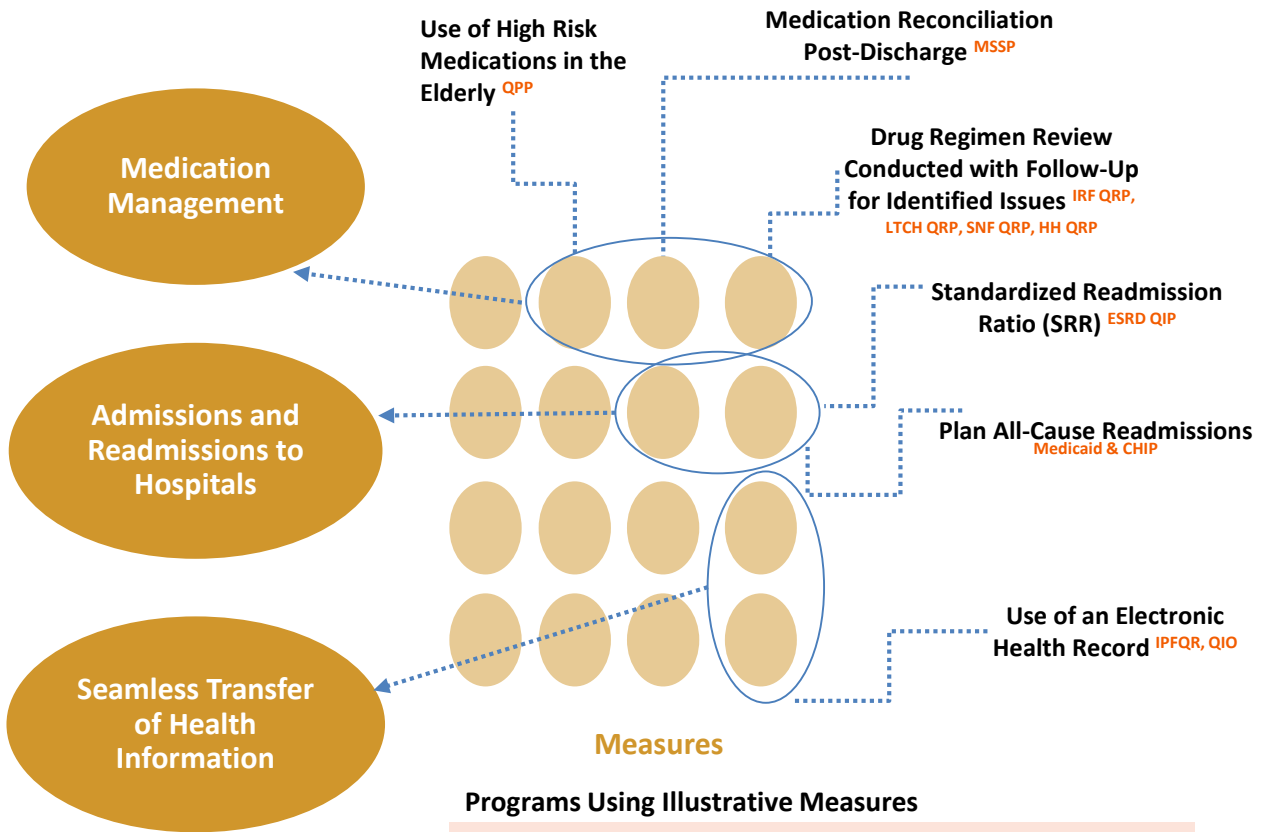 Use of High Risk
Medications in the
Elderly QPP
Medication Reconciliation
Post-Discharge MSSP
Drug Regimen Review
Conducted with Follow-Up
for Identified Issues IRF QRP,
LTCH QRP, SNF QRP, HH QRP
Medication
Management
Standardized Readmission
Ratio (SRR) ESRD QIP
Admissions and
Readmissions to
Hospitals
Plan All-Cause Readmissions
Medicaid & CHIP
Use of an Electronic
Health Record IPFQR, QIO
Seamless Transfer
of Health
Information
Measures
Programs Using Illustrative Measures